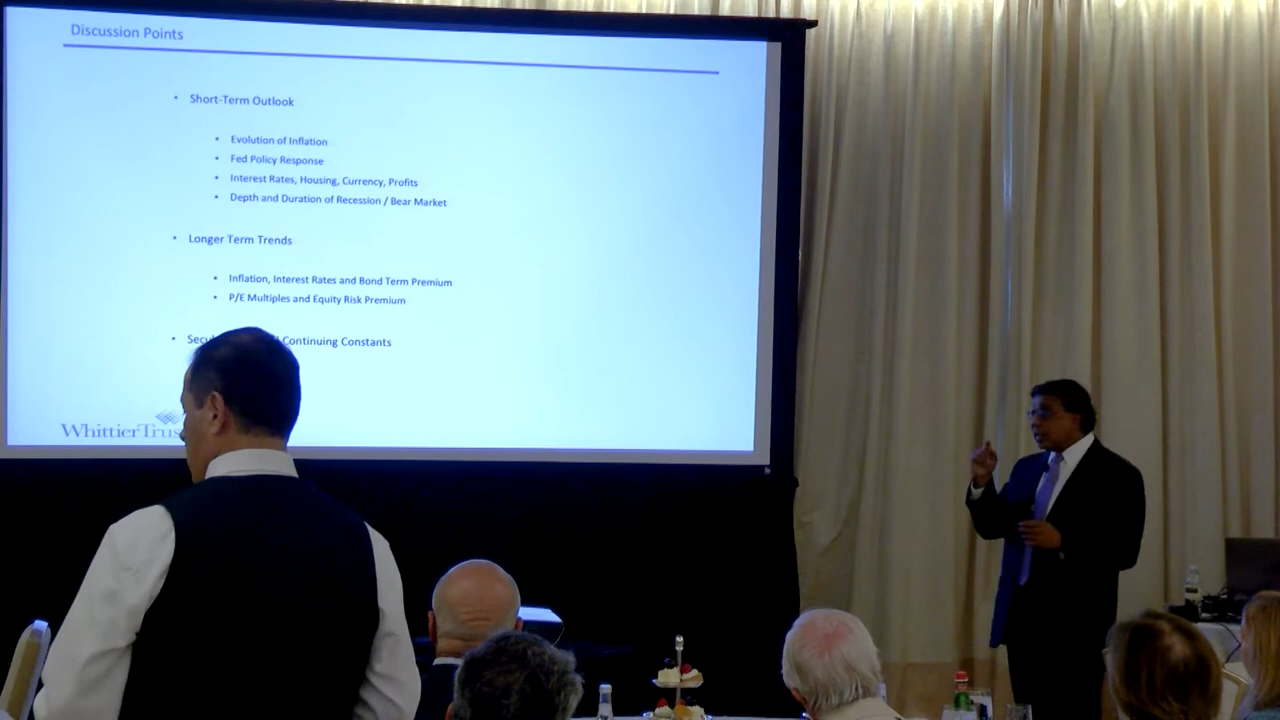 Discussion Points
• Short-Term Outlook
• Evolution of Inflation
• Fed Policy Response
• Interest Rates, Housing, Currency, Profits
• Depth and Duration of Recession / Bear Market
• Longer Term Trends
• Inflation, Interest Rates and Bond Term Premium
• P/E Multiples and Equity Risk Premium
• Continuing Constants
WhittierTrus